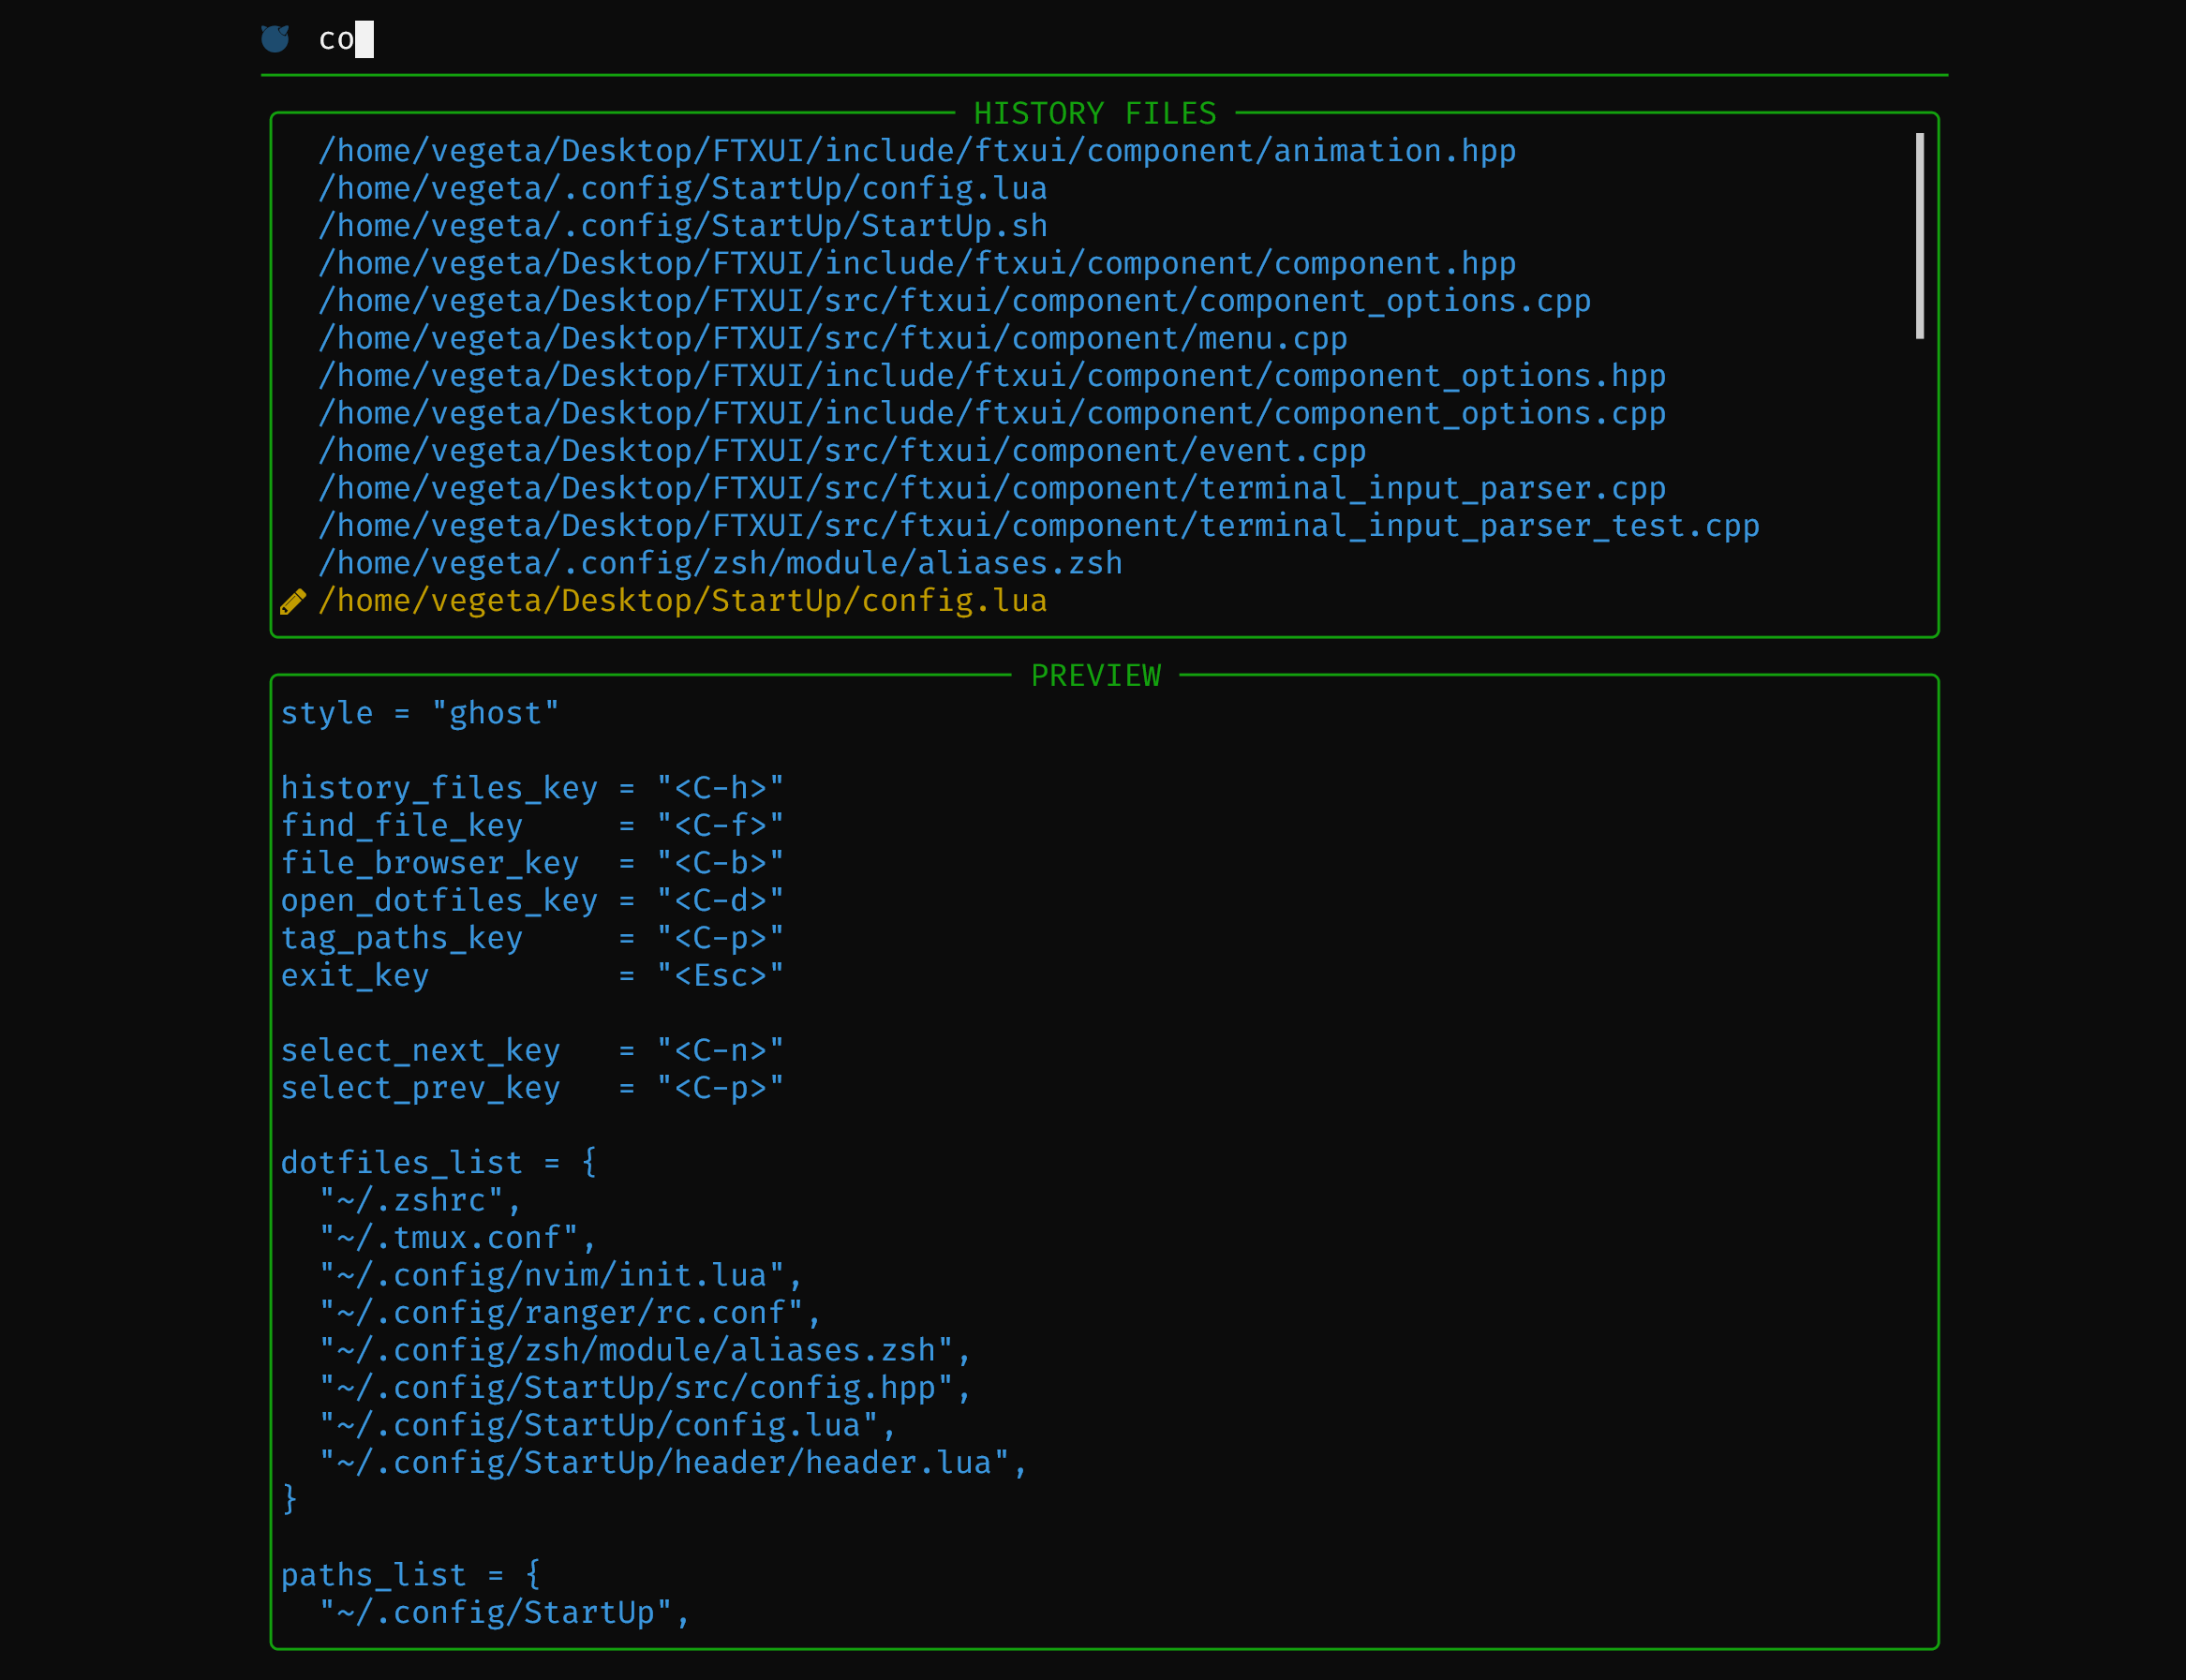 co
HISTORY FILES
/home/vegeta/Desktop/FTXUI/include/ftxui/component/animation.hpp
/home/vegeta/.config/StartUp/config.lua
/home/vegeta/.config/StartUp/StartUp.sh
/home/vegeta/Desktop/FTXUI/include/ftxui/component/component.hpp
/home/vegeta/Desktop/FTXUI/src/ftxui/component/component_options.cpp
/home/vegeta/Desktop/FTXUI/src/ftxui/component/menu.cpp
/home/vegeta/Desktop/FTXUI/include/ftxui/component/component_options.hpp
/home/vegeta/Desktop/FTXUI/include/ftxui/component/component_options.cpp
/home/vegeta/Desktop/FTXUI/src/ftxui/component/event.cpp
/home/vegeta/Desktop/FTXUI/src/ftxui/component/terminal_input_parser.cpp
/home/vegeta/Desktop/FTXUI/src/ftxui/component/terminal_input_parser_test.cpp
/home/vegeta/.config/zsh/module/aliases.zsh
/home/vegeta/Desktop/StartUp/config.lua
PREVIEW
style = "ghost"
history_files_key = "<C-h>"
find_file_key     = "<C-f>"
file_browser_key  = "<C-b>"
open_dotfiles_key = "<C-d>"
tag_paths_key     = "<C-p>"
exit_key          = "<Esc>"
select_next_key   = "<C-n>"
select_prev_key   = "<C-p>"
dotfiles_list = {
  "~/.zshrc",
  "~/.tmux.conf",
  "~/.config/nvim/init.lua",
  "~/.config/ranger/rc.conf",
  "~/.config/zsh/module/aliases.zsh",
  "~/.config/StartUp/src/config.hpp",
  "~/.config/StartUp/config.lua",
  "~/.config/StartUp/header/header.lua",
}
paths_list = {
  "~/.config/StartUp",